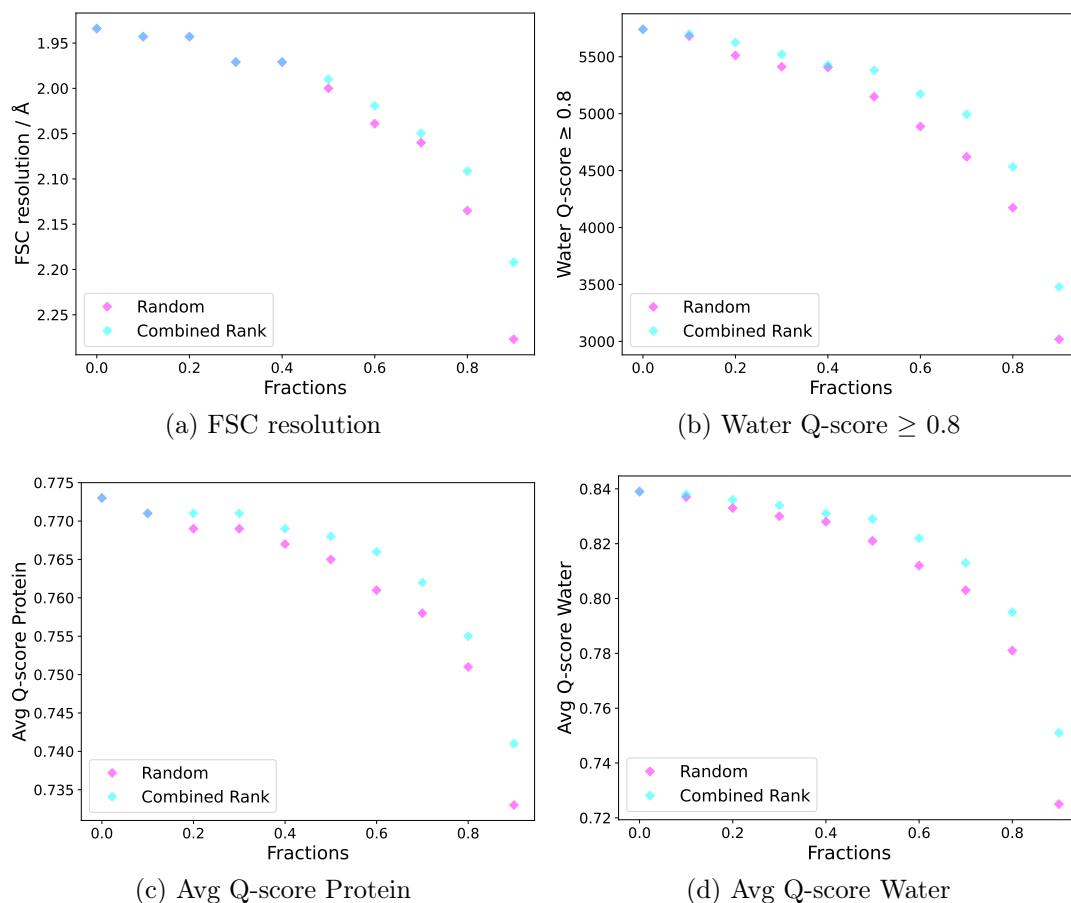 FSC resolution / Å
1.95
2.00
2.05
2.10
2.15
2.20
2.25
Random
Combined Rank
0.0 0.2 0.4 0.6 0.8
Fractions
(a) FSC resolution
Water Q-score ≥ 0.8
5500
5000
4500
4000
3500
3000
Random
Combined Rank
0.0 0.2 0.4 0.6 0.8
Fractions
(b) Water Q-score ≥ 0.8
Avg Q-score Protein
0.775
0.770
0.765
0.760
0.755
0.750
0.745
0.740
0.735
Random
Combined Rank
0.0 0.2 0.4 0.6 0.8
Fractions
(c) Avg Q-score Protein
Avg Q-score Water
0.84
0.82
0.80
0.78
0.76
0.74
0.72
Random
Combined Rank
0.0 0.2 0.4 0.6 0.8
Fractions
(d) Avg Q-score Water